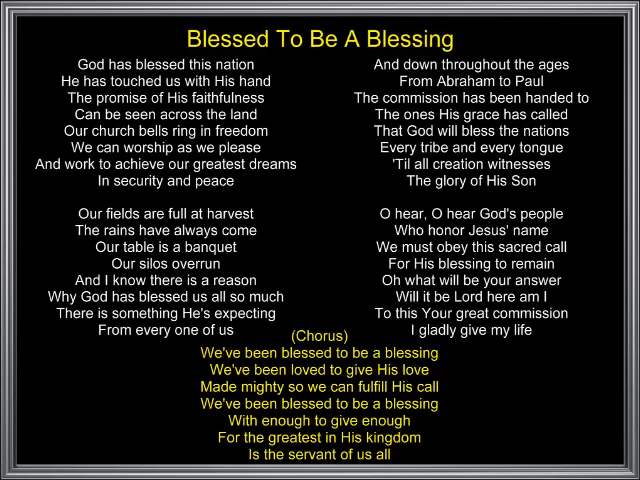 Blessed To Be A Blessing
God has blessed this nation
He has touched us with His hand
The promise of His faithfulness
Can be seen across the land
Our church bells ring in freedom
We can worship as we please
And work to achieve our greatest dreams
In security and peace
Our fields are full at harvest
The rains have always come
Our table is a banquet
Our silos overrun
And I know there is a reason
Why God has blessed us all so much
There is something He's expecting
From every one of us
And down throughout the ages
From Abraham to Paul
The commission has been handed to
The ones His grace has called
That God will bless the nations
Every tribe and every tongue
'Til all creation witnesses
The glory of His Son
O hear, O hear God's people
Who honor Jesus' name
We must obey this sacred call
For His blessing to remain
Oh what will be your answer
Will it be Lord here am I
To this Your great commission
I gladly give my life
(Chorus)
We've been blessed to be a blessing
We've been loved to give His love
Made mighty so we can fulfill His call
We've been blessed to be a blessing
With enough to give enough
For the greatest in His kingdom
Is the servant of us all